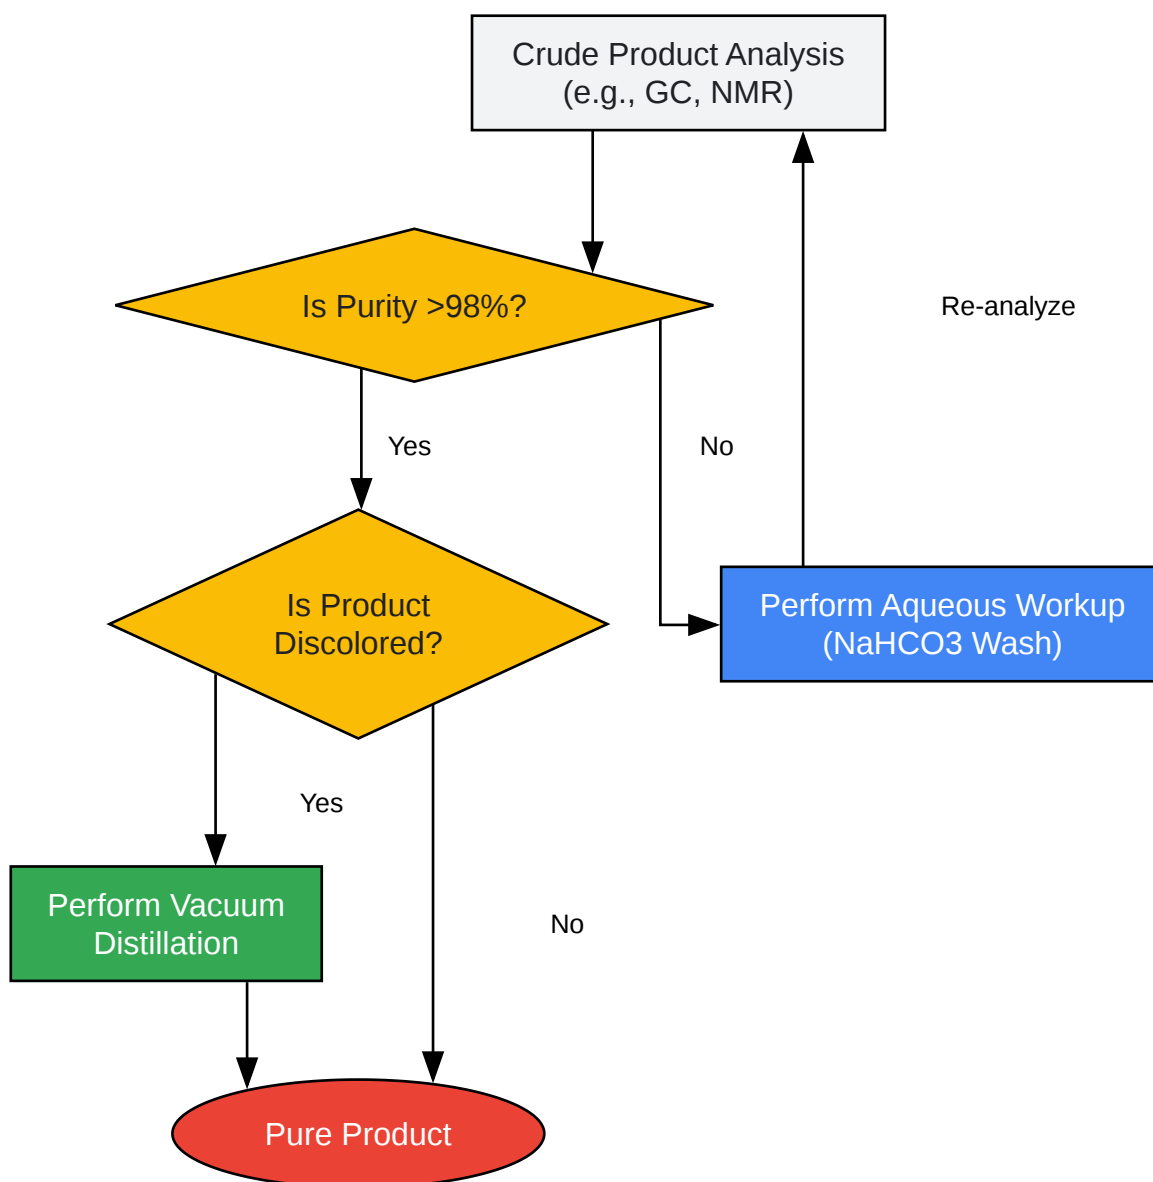 Crude Product Analysis
(e.g., GC, NMR)
Is Purity >98%?
Re-analyze
Yes
No
Is Product
Discolored?
Perform Aqueous Workup
(NaHCO3 Wash)
Yes
Perform Vacuum
Distillation
No
Pure Product